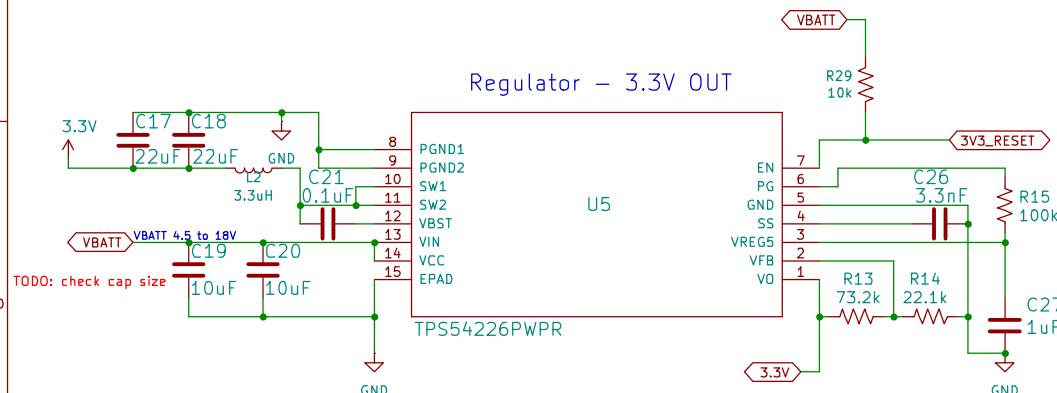 VBATT
R29
10k
Regulator – 3.3V OUT
3.3V
C17
22uF
C18
22uF
GND
L2
3.3uH
C21
0.1uF
8
9
10
11
12
13
14
15
PGND1
PGND2
SW1
SW2
VBST
VIN
VCC
EPAD
U5
EN
PG
GND
SS
VREG5
VFB
VO
7
6
5
4
3
2
1
3V3_RESET
C26
3.3nF
R15
100k
VBATT
VBATT 4.5 to 18V
C19
10uF
C20
10uF
TODO: check cap size
R13
73.2k
R14
22.1k
C27
1uF
TPS54226PWPR
3.3V
GND
GND